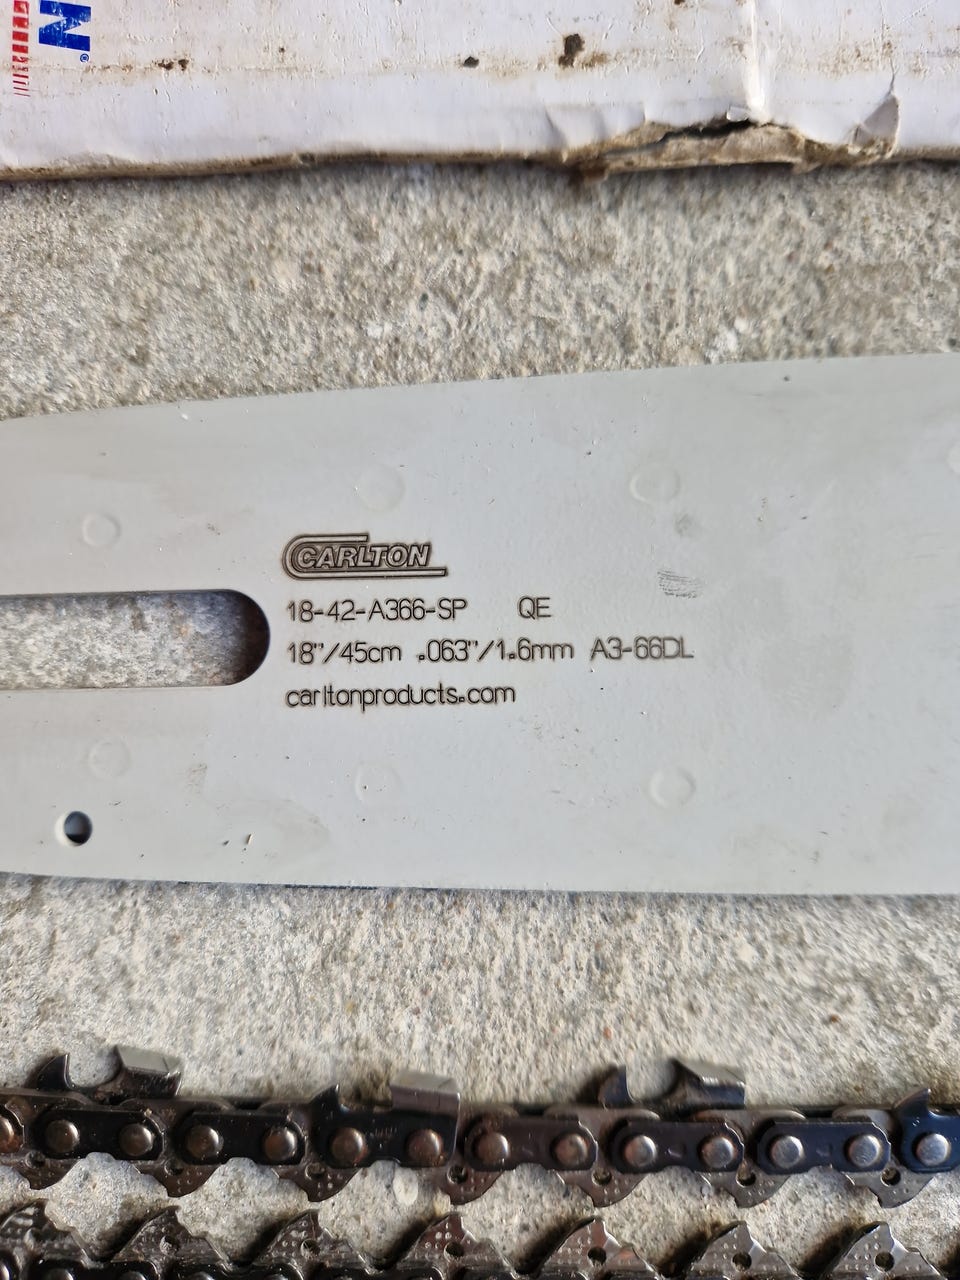 N
CARLTON
18-42-A366-SP QE
18"/45cm .063"/1.6mm A3-66DL
carltonproducts.com